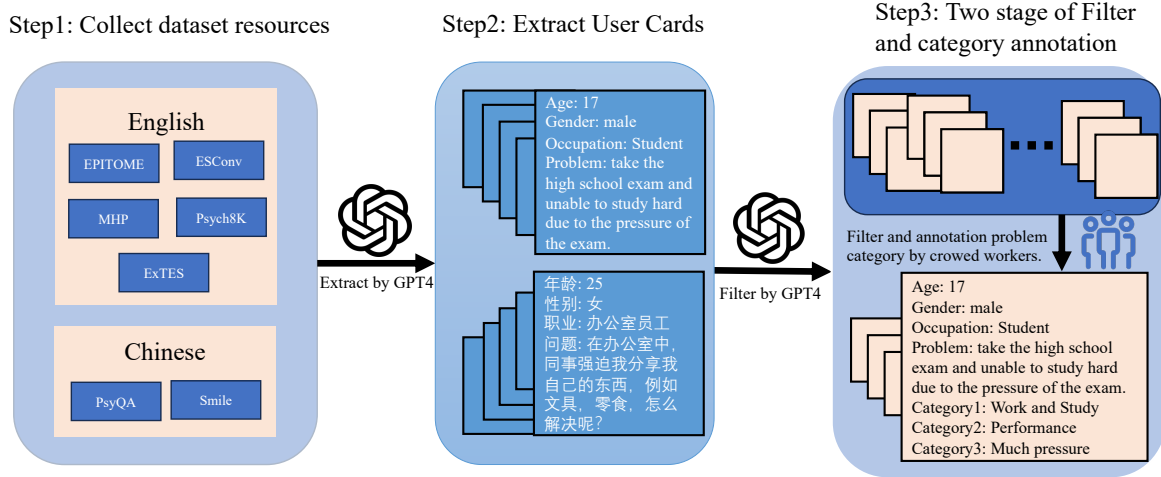 Step1: Collect dataset resources
English
EPITOME
ESConv
MHP
Psych8K
ExTES
Chinese
PsyQA
Smile
Extract by GPT4
Step2: Extract User Cards
Age: 17
Gender: male
Occupation: Student
Problem: take the
high school exam and
unable to study hard
due to the pressure of
the exam.
年龄: 25
性别: 女
职业: 办公室员工
问题: 在办公室中,
同事强迫我分享我
自己的东西，例如
文具，零食，怎么
解决呢?
Filter by GPT4
Step3: Two stage of Filter
and category annotation
Filter and annotation problem
category by crowed workers.
Age: 17
Gender: male
Occupation: Student
Problem: take the high school
exam and unable to study hard
due to the pressure of the exam.
Category1: Work and Study
Category2: Performance
Category3: Much pressure